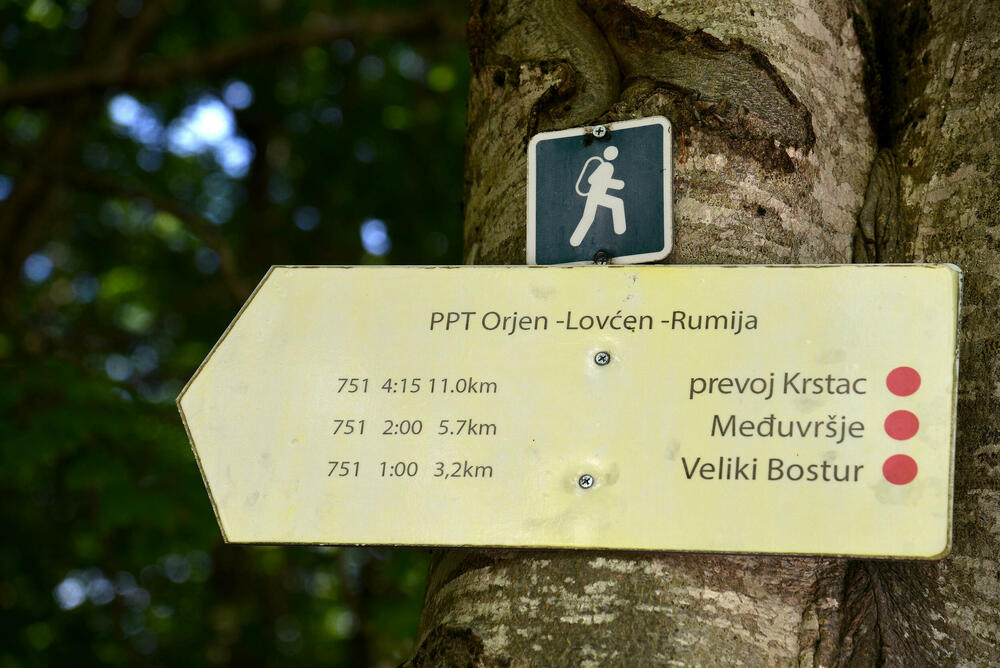 PPT Orjen -Lovćen -Rumija
751 4:15 11.0km prevoj Krstac
751 2:00 5.7km Međuvršje
751 1:00 3,2km Veliki Bostur